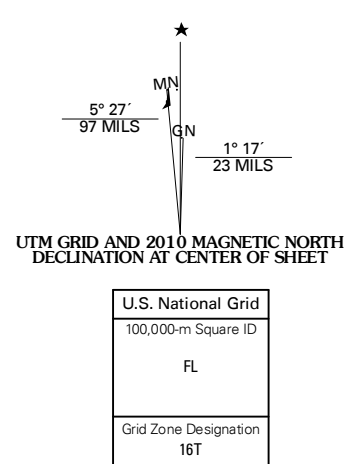 MN
5° 27´
97 MILS
GN
1° 17´
23 MILS
UTM GRID AND 2010 MAGNETIC NORTH
DECLINATION AT CENTER OF SHEET
U.S. National Grid
100,000-m Square ID
FL
Grid Zone Designation
16T